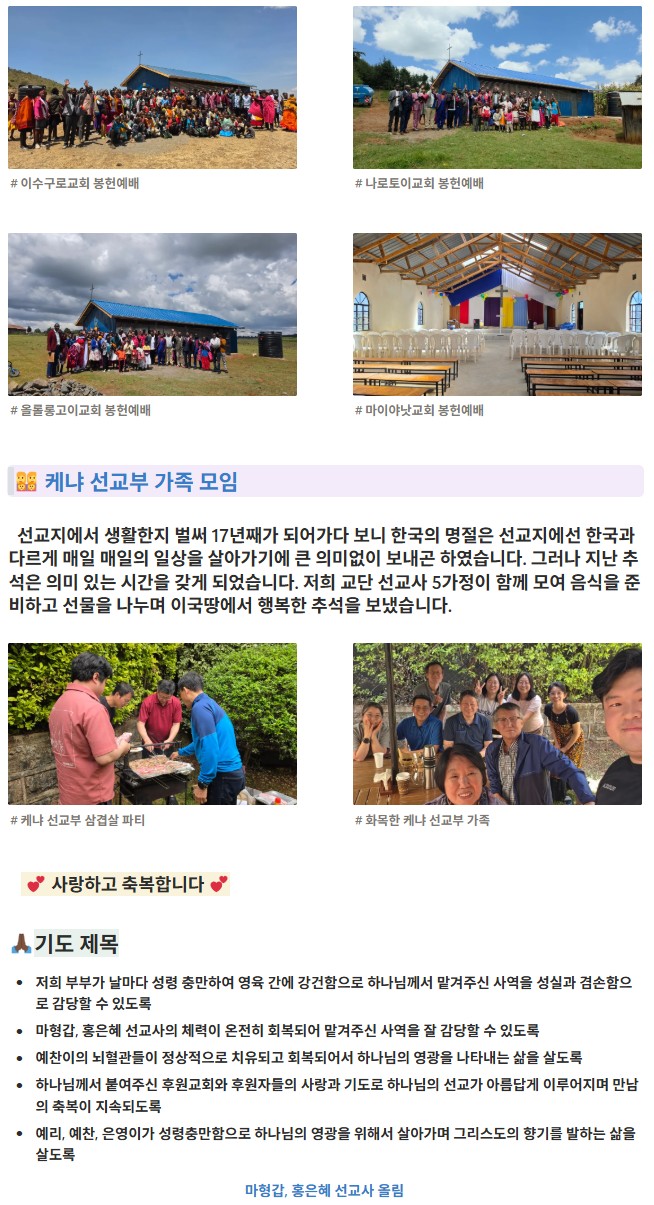 # 이수구로교회 봉헌예배
# 나로토이교회 봉헌예배
# 올롤롱고이교회 봉헌예배
# 마이야낫교회 봉헌예배
케냐 선교부 가족 모임
선교지에서 생활한지 벌써 17년째가 되어가다 보니 한국의 명절은 선교지에선 한국과
다르게 매일 매일의 일상을 살아가기에 큰 의미없이 보내곤 하였습니다. 그러나 지난 추
석은 의미 있는 시간을 갖게 되었습니다. 저희 교단 선교사 5가정이 함께 모여 음식을 준
비하고 선물을 나누며 이국땅에서 행복한 추석을 보냈습니다.
# 케냐 선교부 삼겹살 파티
# 화목한 케냐 선교부 가족
💕 사랑하고 축복합니다 💕
🙏🏿기도 제목
• 저희 부부가 날마다 성령 충만하여 영육 간에 강건함으로 하나님께서 맡겨주신 사역을 성실과 겸손함으
로 감당할 수 있도록
• 마형갑, 홍은혜 선교사의 체력이 온전히 회복되어 맡겨주신 사역을 잘 감당할 수 있도록
• 예찬이의 뇌혈관들이 정상적으로 치유되고 회복되어서 하나님의 영광을 나타내는 삶을 살도록
• 하나님께서 붙여주신 후원교회와 후원자들의 사랑과 기도로 하나님의 선교가 아름답게 이루어지며 만남
의 축복이 지속되도록
• 예리, 예찬, 은영이가 성령충만함으로 하나님의 영광을 위해서 살아가며 그리스도의 향기를 발하는 삶을
살도록
마형갑, 홍은혜 선교사 올림